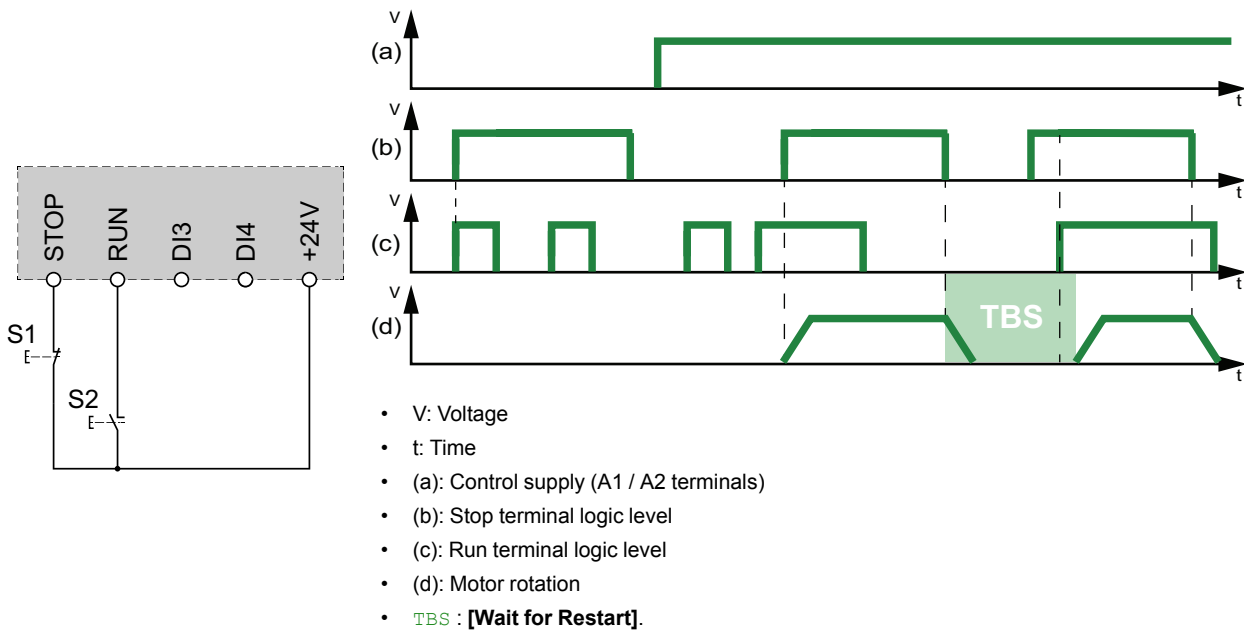 STOP
RUN
DI3
DI4
+24V
S1
E
S2
E
V
(a)
t
V
(b)
t
V
(c)
t
V
(d)
TBS
t
• V: Voltage
• t: Time
• (a): Control supply (A1 / A2 terminals)
• (b): Stop terminal logic level
• (c): Run terminal logic level
• (d): Motor rotation
• TBS : [Wait for Restart].